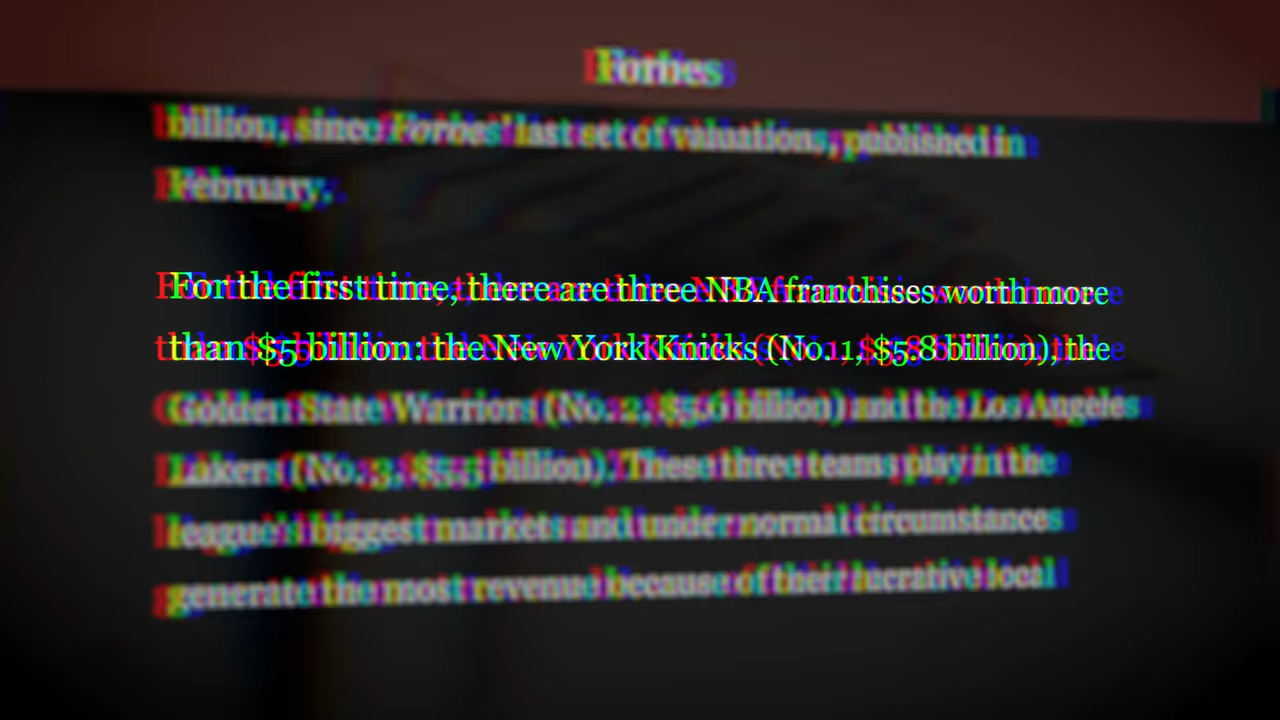 Forbes
billion, since Forbes' last set of valuations, published in
February.
For the first time, there are three NBA franchises worth more
than $5 billion: the New York Knicks (No. 1, $5.8 billion), the
Golden State Warriors (No. 2, $5.6 billion) and the Los Angeles
Lakers (No. 3, $5.5 billion). These three teams play in the
league's biggest markets and under normal circumstances
generate the most revenue because of their lucrative local